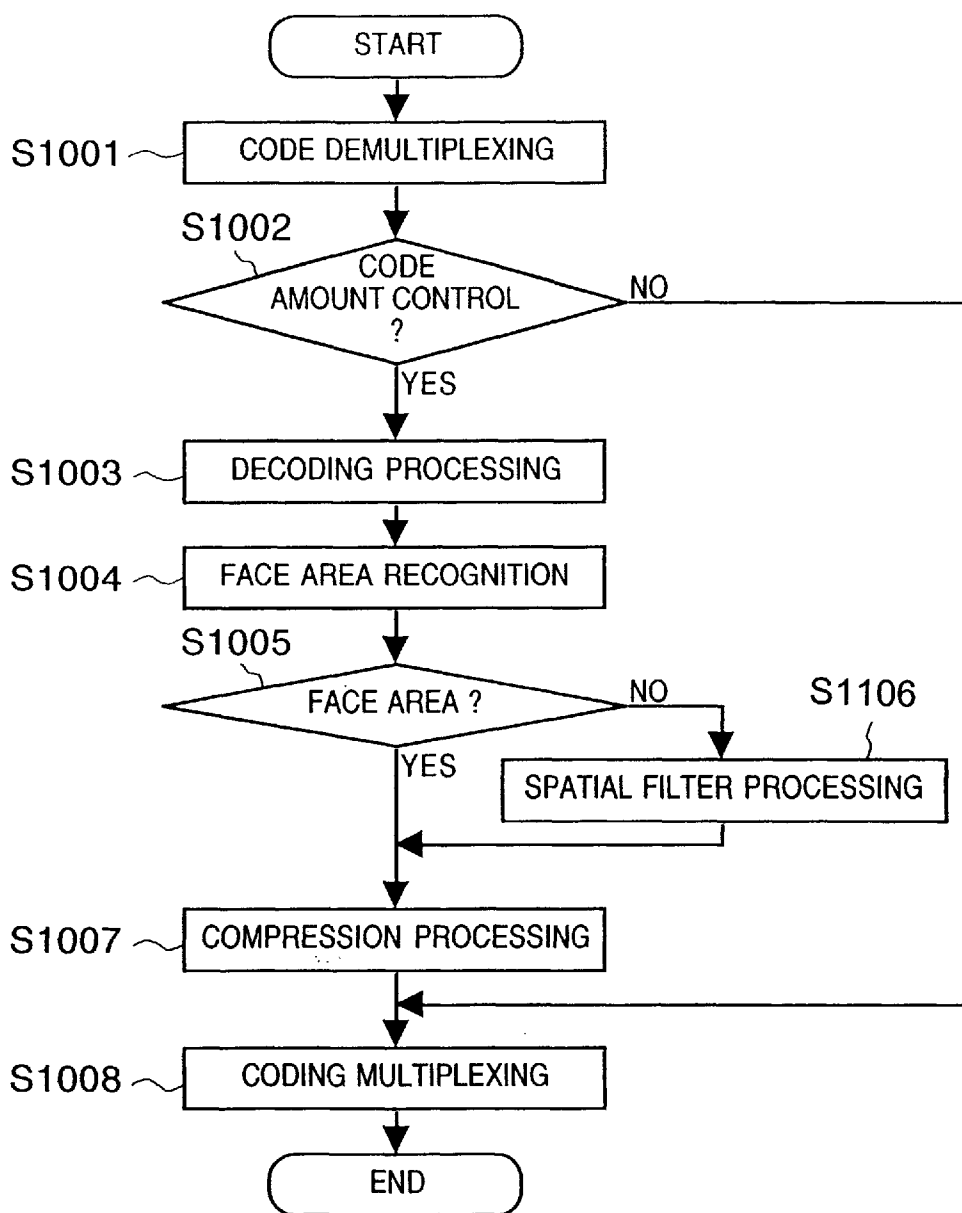 START
S1001
CODE DEMULTIPLEXING
S1002
CODE
AMOUNT CONTROL
?
NO
YES
S1003
DECODING PROCESSING
S1004
FACE AREA RECOGNITION
S1005
FACE AREA ?
NO
S1106
YES
SPATIAL FILTER PROCESSING
S1007
COMPRESSION PROCESSING
S1008
CODING MULTIPLEXING
END